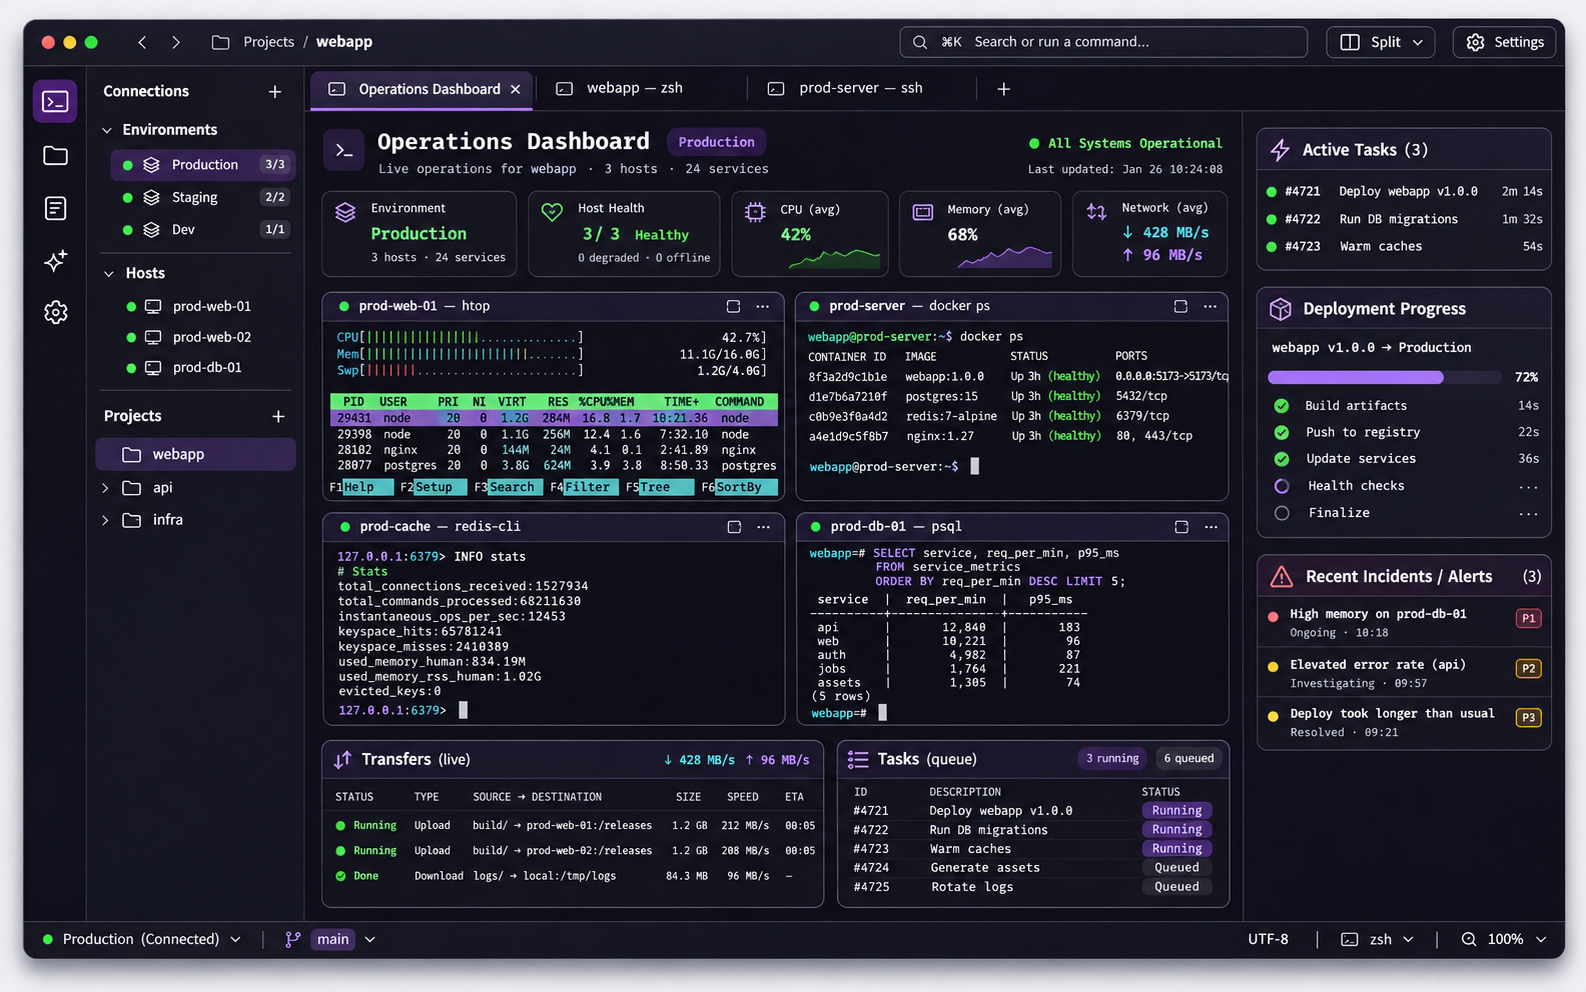 Projects / webapp
⌘K Search or run a command...
Split
Settings
Connections +
Environments
Production 3/3
Staging 2/2
Dev 1/1
Hosts
prod-web-01
prod-web-02
prod-db-01
Projects +
webapp
api
infra
Operations Dashboard ×
webapp — zsh
prod-server — ssh
+
Operations Dashboard Production
Live operations for webapp · 3 hosts · 24 services
All Systems Operational
Last updated: Jan 26 10:24:08
Environment
Production
3 hosts · 24 services
Host Health
3/ 3 Healthy
0 degraded · 0 offline
CPU (avg)
42%
Memory (avg)
68%
Network (avg)
↓ 428 MB/s
↑ 96 MB/s
prod-web-01 — htop ...
CPU[||||||||||||||||..............] 42.7%]
Mem[||||||||||||||||||||||.......] 11.1G/16.0G]
Swp[|||||||......................] 1.2G/4.0G]
PID USER PRI NI VIRT RES %CPU%MEM TIME+ COMMAND
29431 node 20 0 1.2G 284M 16.8 1.7 10:21.36 node
29398 node 20 0 1.1G 256M 12.4 1.6 7:32.10 node
28102 nginx 20 0 144M 24M 4.1 0.1 2:41.89 nginx
28077 postgres 20 0 3.8G 624M 3.9 3.8 8:50.33 postgres
F1Help F2Setup F3Search F4Filter F5Tree F6SortBy
prod-server — docker ps ...
webapp@prod-server:~$ docker ps
CONTAINER ID IMAGE STATUS PORTS
8f3a2d9c1b1e webapp:1.0.0 Up 3h (healthy) 0.0.0.0:5173->5173/tc
d1e7b6a7210f postgres:15 Up 3h (healthy) 5432/tcp
c0b9e3f0a4d2 redis:7-alpine Up 3h (healthy) 6379/tcp
a4e1d9c5f8b7 nginx:1.27 Up 3h (healthy) 80, 443/tcp
webapp@prod-server:~$
prod-cache — redis-cli ...
127.0.0.1:6379> INFO stats
# Stats
total_connections_received:1527934
total_commands_processed:68211630
instantaneous_ops_per_sec:12453
keyspace_hits:65781241
keyspace_misses:2410389
used_memory_human:834.19M
used_memory_rss_human:1.02G
evicted_keys:0
127.0.0.1:6379>
prod-db-01 — psql ...
webapp=# SELECT service, req_per_min, p95_ms
FROM service_metrics
ORDER BY req_per_min DESC LIMIT 5;
service | req_per_min | p95_ms
----------+--------------+-----------
api | 12,840 | 183
web | 10,221 | 96
auth | 4,982 | 87
jobs | 1,764 | 221
assets | 1,305 | 74
(5 rows)
webapp=#
Transfers (live) ↓ 428 MB/s ↑ 96 MB/s
STATUS TYPE SOURCE → DESTINATION SIZE SPEED ETA
Running Upload build/ → prod-web-01:/releases 1.2 GB 212 MB/s 00:05
Running Upload build/ → prod-web-02:/releases 1.2 GB 208 MB/s 00:05
Done Download logs/ → local:/tmp/logs 84.3 MB 96 MB/s —
Tasks (queue) 3 running 6 queued
ID DESCRIPTION STATUS
#4721 Deploy webapp v1.0.0 Running
#4722 Run DB migrations Running
#4723 Warm caches Running
#4724 Generate assets Queued
#4725 Rotate logs Queued
Active Tasks (3)
#4721 Deploy webapp v1.0.0 2m 14s
#4722 Run DB migrations 1m 32s
#4723 Warm caches 54s
Deployment Progress
webapp v1.0.0 → Production
72%
Build artifacts 14s
Push to registry 22s
Update services 36s
Health checks ...
Finalize ...
Recent Incidents / Alerts (3)
High memory on prod-db-01 P1
Ongoing · 10:18
Elevated error rate (api) P2
Investigating · 09:57
Deploy took longer than usual P3
Resolved · 09:21
Production (Connected)
main
UTF-8
zsh
100%